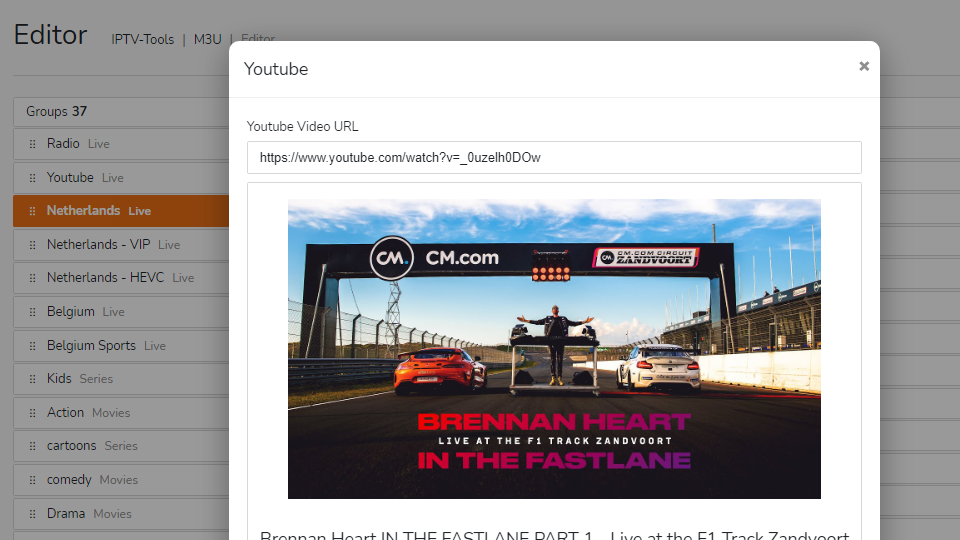 Editor IPTV-Tools | M3U | Editor
Youtube ×
Groups 37
Radio Live
Youtube Live
Netherlands Live
Netherlands - VIP Live
Netherlands - HEVC Live
Belgium Live
Belgium Sports Live
Kids Series
Action Movies
cartoons Series
comedy Movies
Drama Movies
Youtube Video URL
https://www.youtube.com/watch?v=_0uzelh0DOw
CM. CM.com
CM. CM.COM CIRCUIT
ZANDVOORT
BRENNAN HEART
LIVE AT THE F1 TRACK ZANDVOORT
IN THE FASTLANE
Brennan Heart IN THE FASTLANE PART 1 - Live at the F1 Track Zandvoort